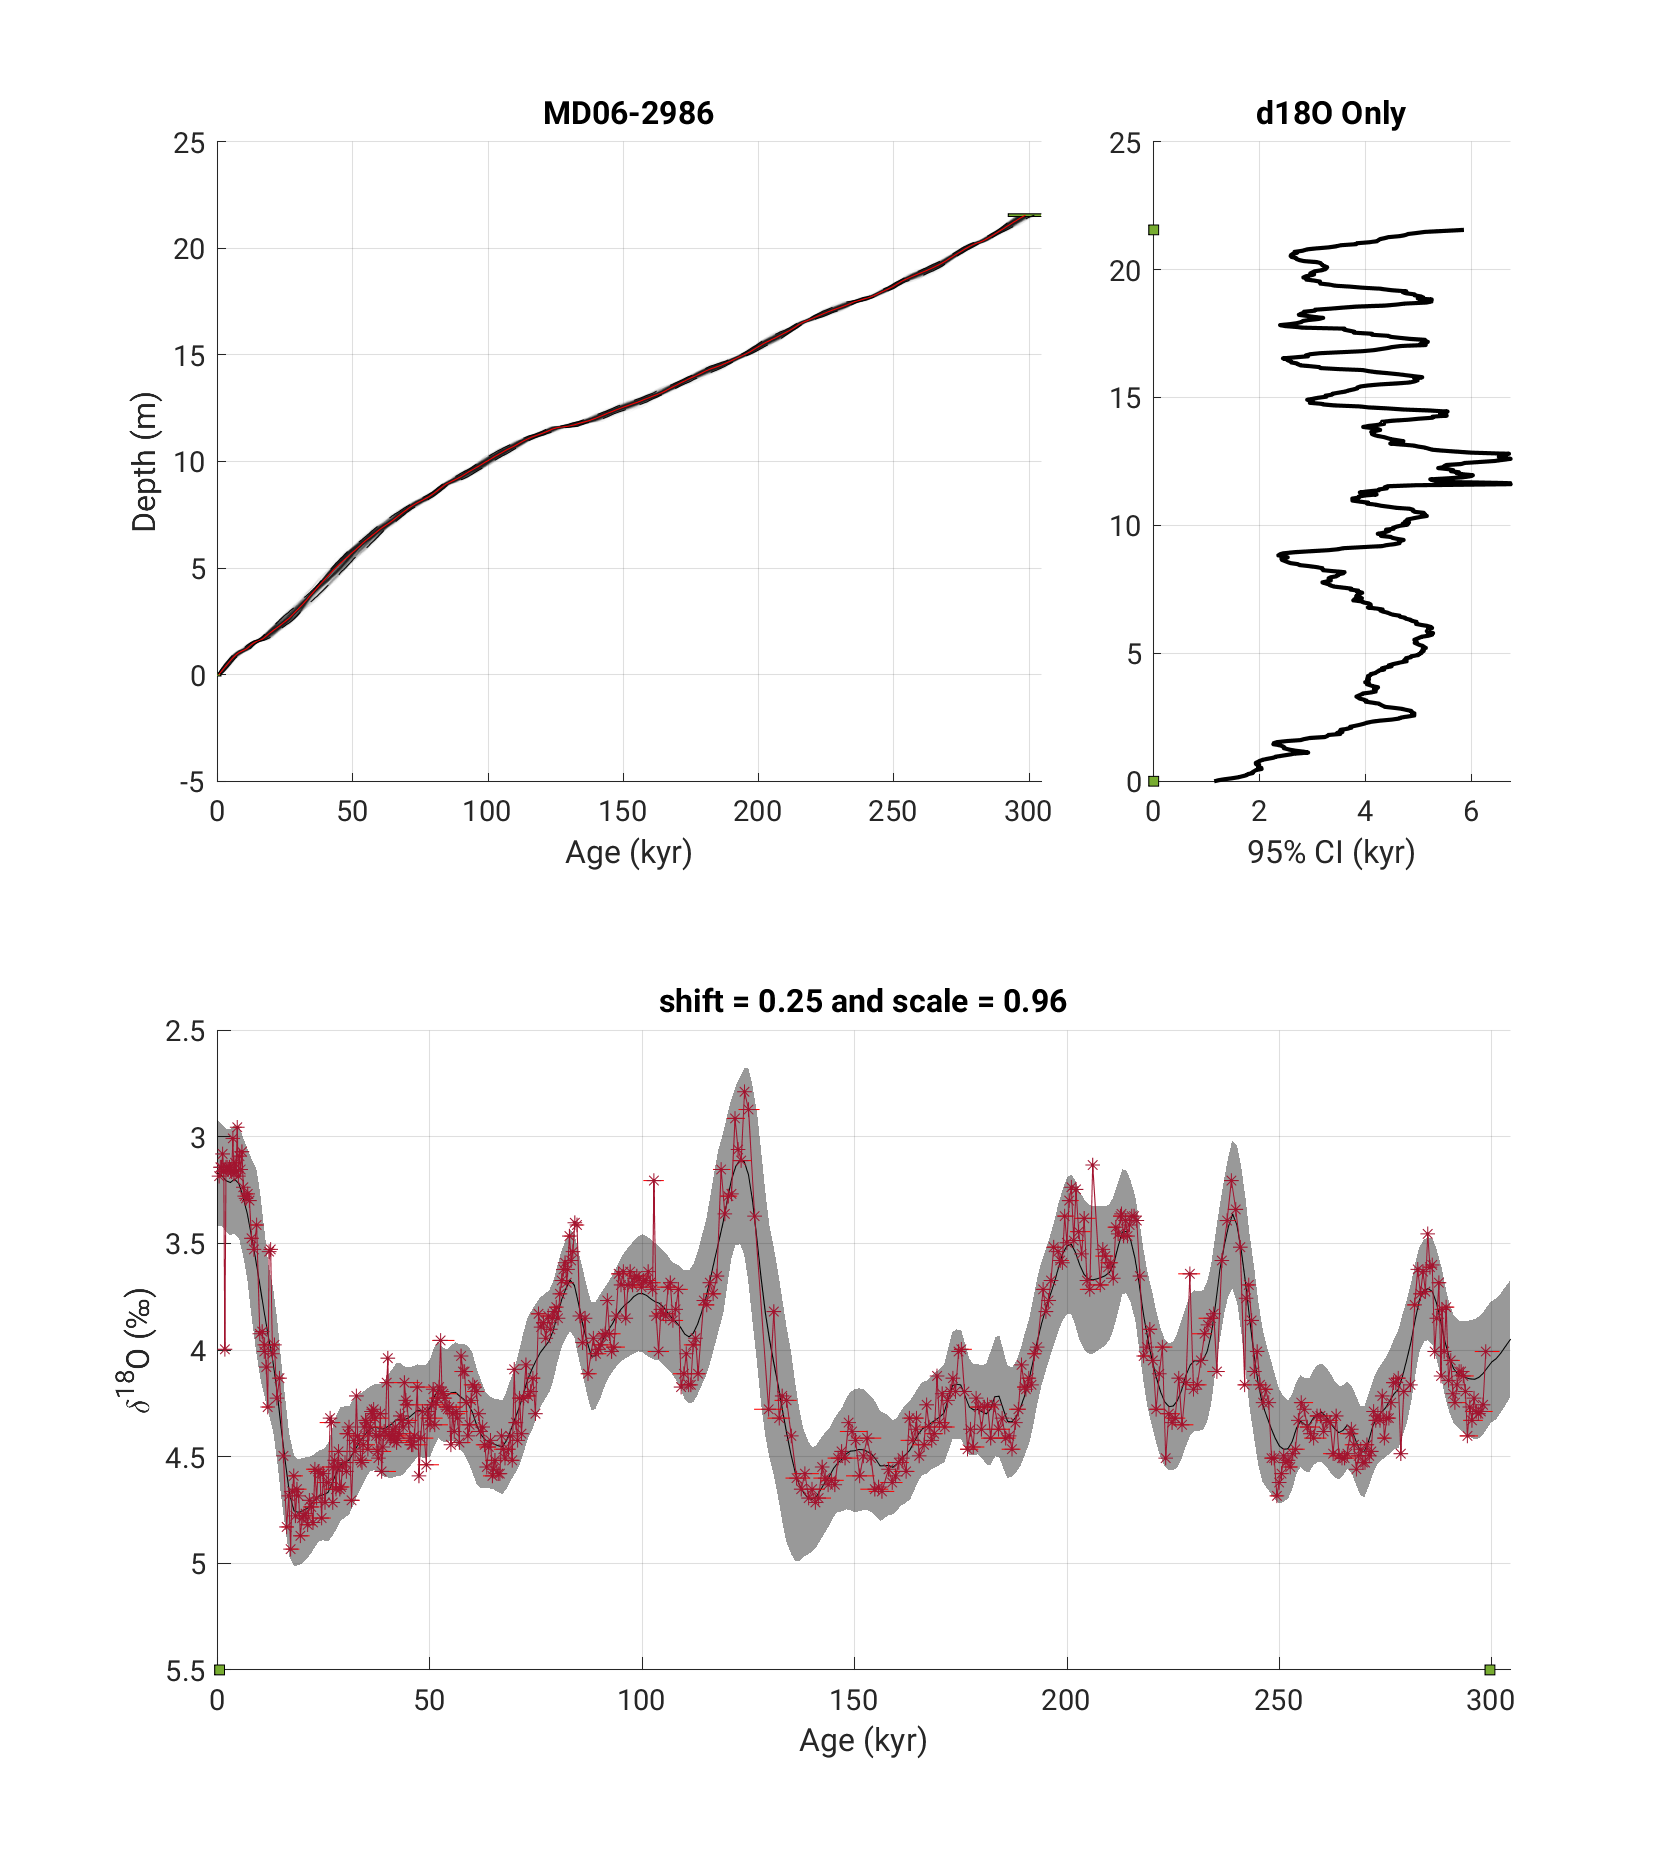 MD06-2986
25
20
15
10
5
0
-5
0 50 100 150 200 250 300
Age (kyr)
Depth (m)
d18O Only
25
20
15
10
5
0
0 2 4 6
95% CI (kyr)
shift = 0.25 and scale = 0.96
2.5
3
3.5
4
4.5
5
5.5
0 50 100 150 200 250 300
Age (kyr)
δ¹⁸O (‰)